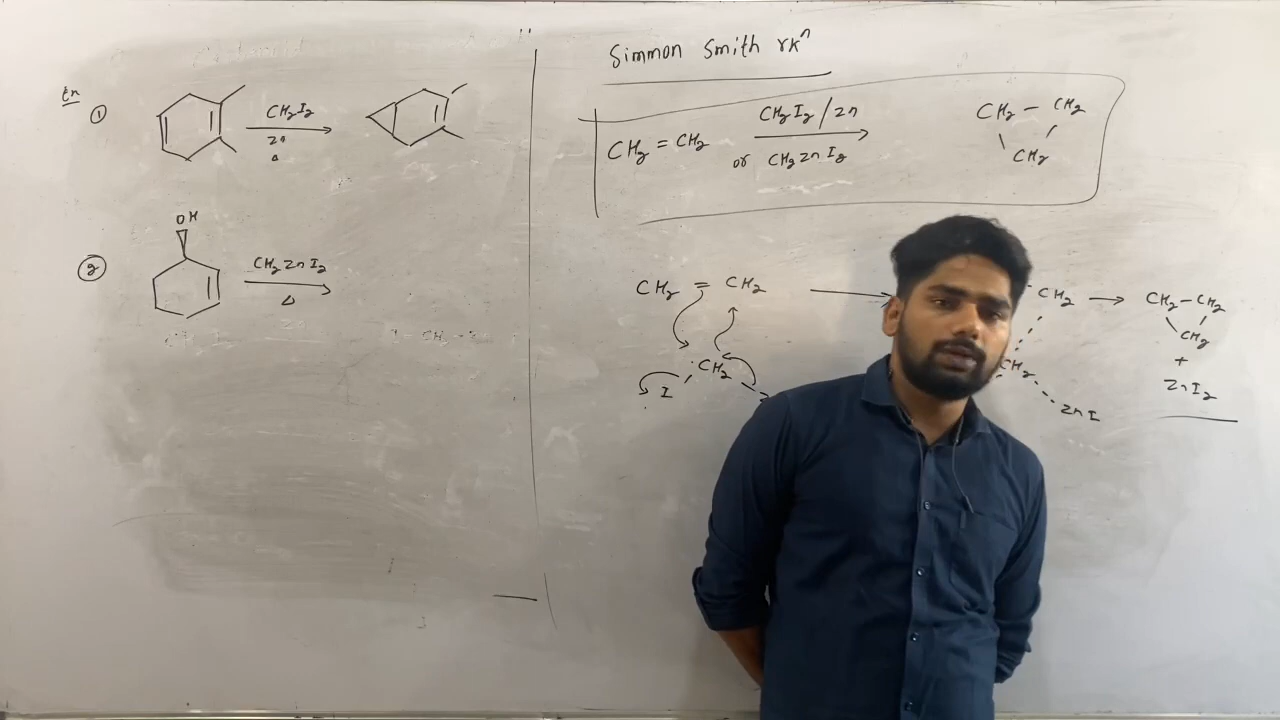 Ex
①
CH2I2
Zn
Δ
OH
②
CH2ZnI2
Δ
Simmon Smith rxn
CH2 = CH2
CH2I2/Zn
or CH2ZnI2
CH2 - CH2
CH2
CH2 = CH2
CH2
I
CH2
CH2
ZnI
CH2-CH2
CH2
+
ZnI2